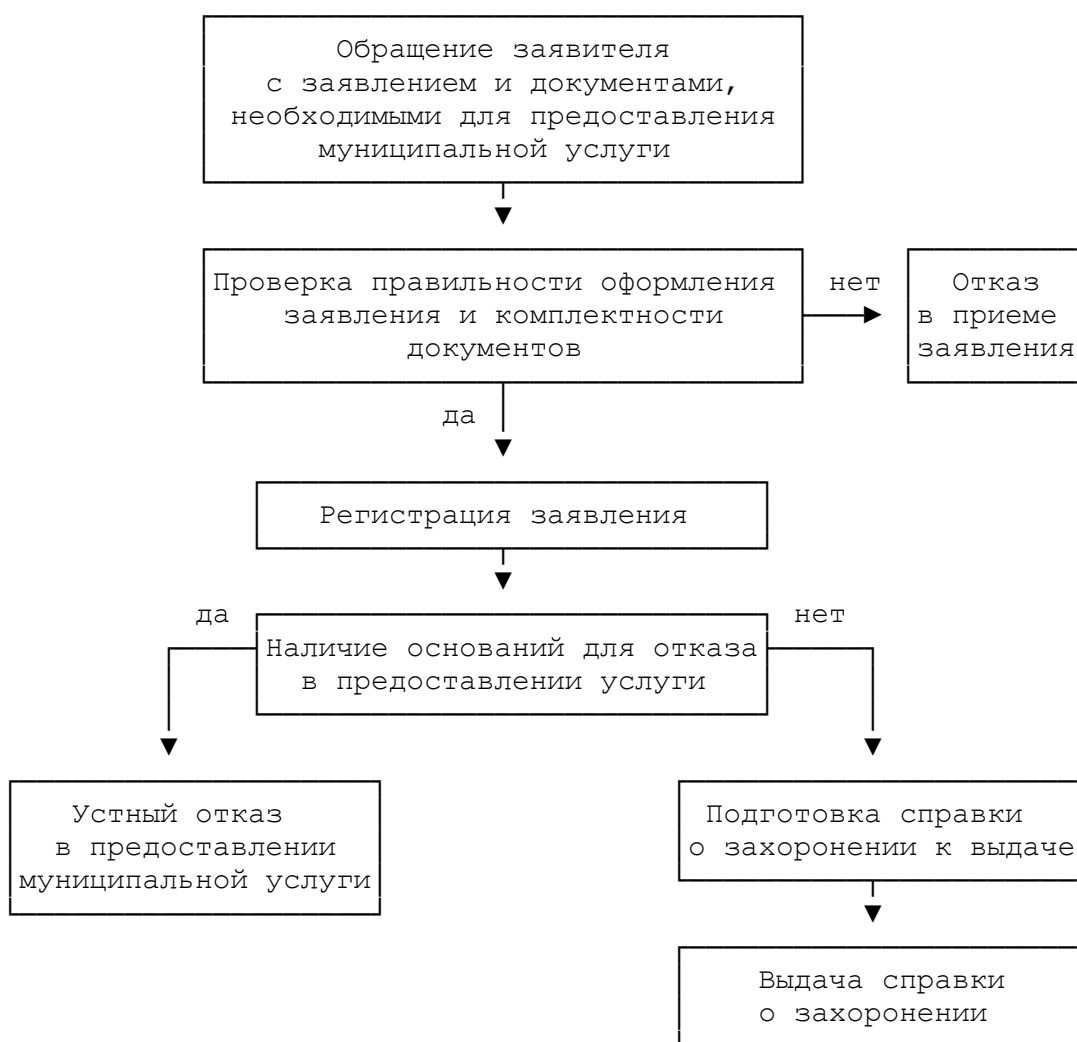 Обращение заявителя
с заявлением и документами,
необходимыми для предоставления
муниципальной услуги
Проверка правильности оформления
заявления и комплектности
документов
нет
Отказ
в приеме
заявления
да
Регистрация заявления
да
нет
Наличие оснований для отказа
в предоставлении услуги
Устный отказ
в предоставлении
муниципальной услуги
Подготовка справки
о захоронении к выдаче
Выдача справки
о захоронении